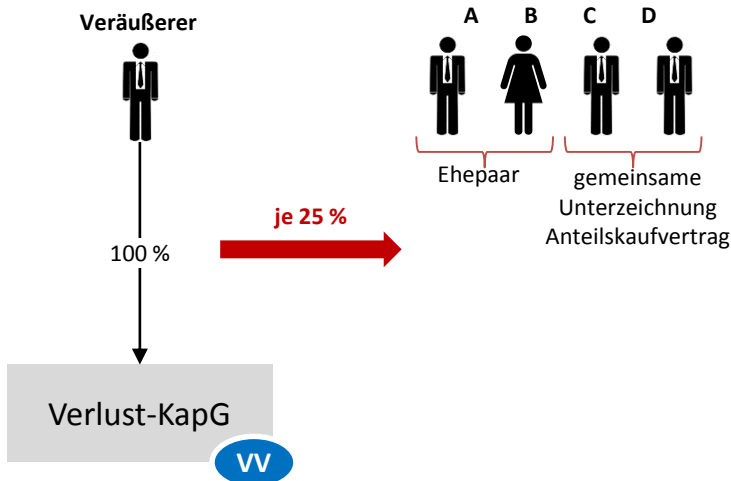 Veräußerer
A B C D
Ehepaar
gemeinsame
Unterzeichnung
Anteilskaufvertrag
je 25 %
100 %
Verlust-KapG
VV